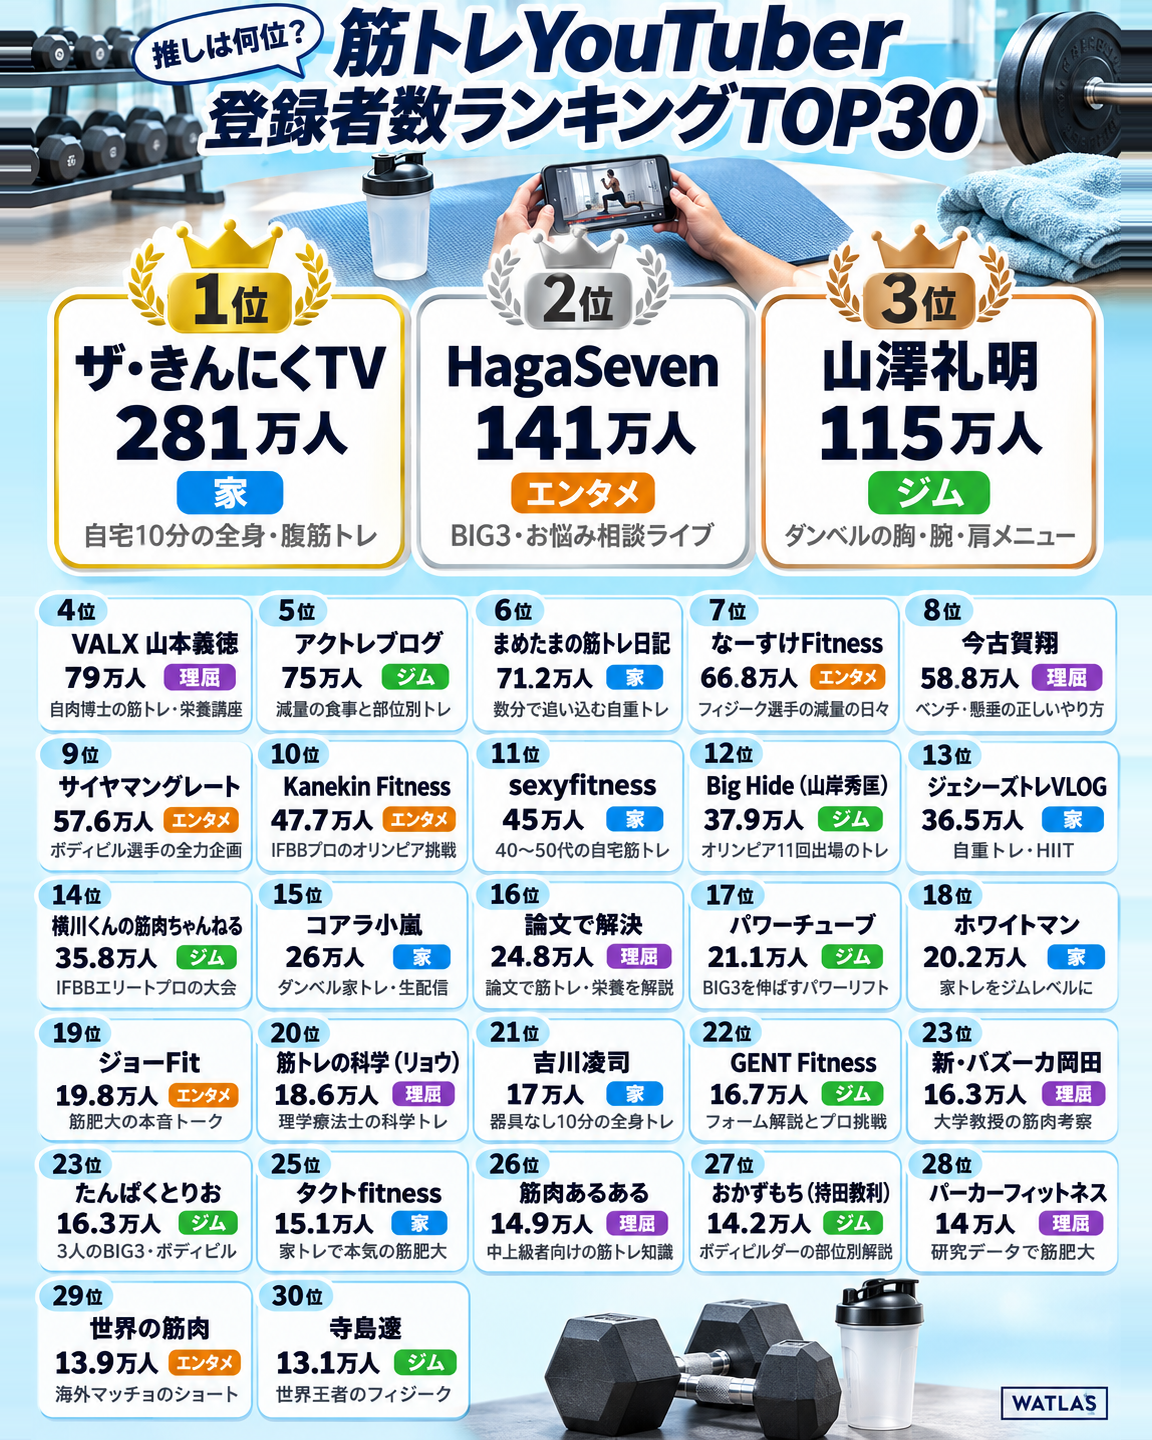 推しは何位?
筋トレYouTuber
登録者数ランキングTOP30
1位
ザ・きんにくTV
281万人
家
自宅10分の全身・腹筋トレ
2位
HagaSeven
141万人
エンタメ
BIG3・お悩み相談ライブ
3位
山澤礼明
115万人
ジム
ダンベルの胸・腕・肩メニュー
4位
VALX 山本義徳
79万人 理屈
自肉博士の筋トレ・栄養講座
5位
アクトレブログ
75万人 ジム
減量の食事と部位別トレ
6位
まめたまの筋トレ日記
71.2万人 家
数分で追い込む自重トレ
7位
なーすけFitness
66.8万人 エンタメ
フィジーク選手の減量の日々
8位
今古賀翔
58.8万人 理屈
ベンチ・懸垂の正しいやり方
9位
サイヤマングレート
57.6万人 エンタメ
ボディビル選手の全力企画
10位
Kanekin Fitness
47.7万人 エンタメ
IFBBプロのオリンピア挑戦
11位
sexyfitness
45万人 家
40〜50代の自宅筋トレ
12位
Big Hide（山岸秀匡）
37.9万人 ジム
オリンピア11回出場のトレ
13位
ジェシーズトレVLOG
36.5万人 家
自重トレ・HIIT
14位
横川くんの筋肉ちゃんねる
35.8万人 ジム
IFBBエリートプロの大会
15位
コアラ小嵐
26万人 家
ダンベル家トレ・生配信
16位
論文で解決
24.8万人 理屈
論文で筋トレ・栄養を解説
17位
パワーチューブ
21.1万人 ジム
BIG3を伸ばすパワーリフト
18位
ホワイトマン
20.2万人 家
家トレをジムレベルに
19位
ジョーFit
19.8万人 エンタメ
筋肥大の本音トーク
20位
筋トレの科学（リョウ）
18.6万人 理屈
理学療法士の科学トレ
21位
吉川凌司
17万人 家
器具なし10分の全身トレ
22位
GENT Fitness
16.7万人 ジム
フォーム解説とプロ挑戦
23位
新・バズーカ岡田
16.3万人 理屈
大学教授の筋肉考察
23位
たんぱくとりお
16.3万人 ジム
3人のBIG3・ボディビル
25位
タクトfitness
15.1万人 家
家トレで本気の筋肥大
26位
筋肉あるある
14.9万人 理屈
中上級者向けの筋トレ知識
27位
おかずもち（持田教利）
14.2万人 ジム
ボディビルダーの部位別解説
28位
パーカーフィットネス
14万人 理屈
研究データで筋肥大
29位
世界の筋肉
13.9万人 エンタメ
海外マッチョのショート
30位
寺島遼
13.1万人 ジム
世界王者のフィジーク
WATLAS